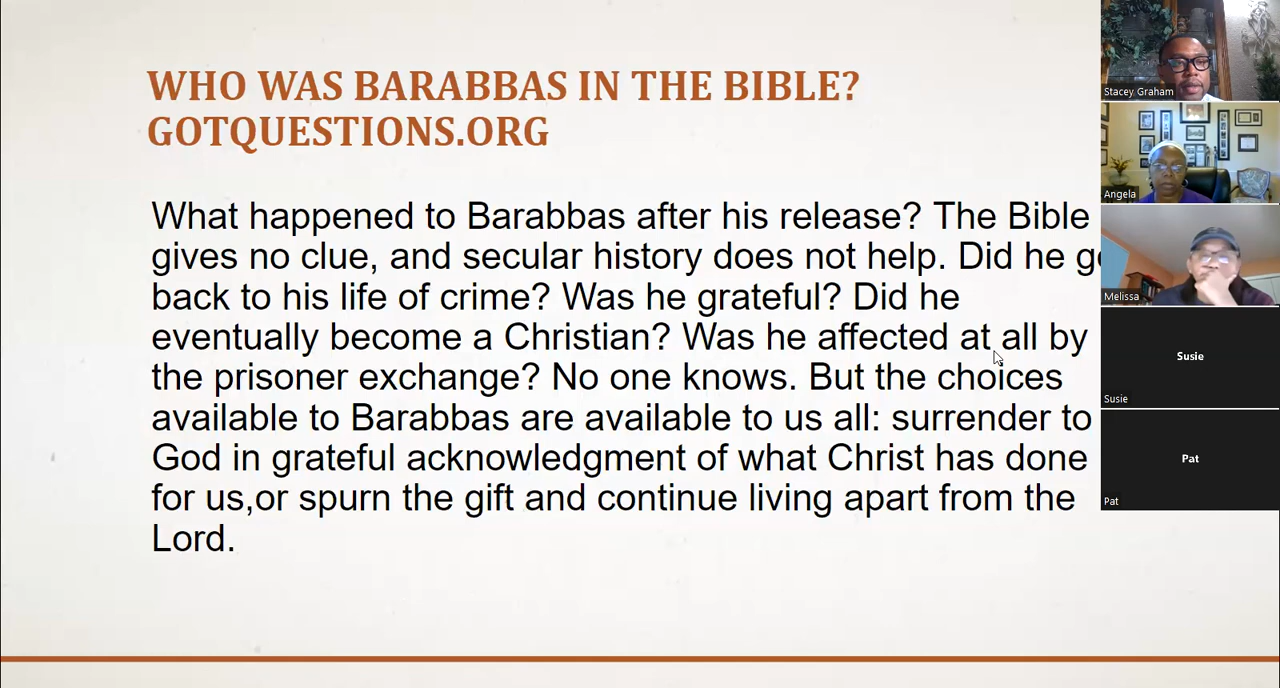 WHO WAS BARABBAS IN THE BIBLE?
GOTQUESTIONS.ORG
What happened to Barabbas after his release? The Bible
gives no clue, and secular history does not help. Did he
back to his life of crime? Was he grateful? Did he
eventually become a Christian? Was he affected at all by
the prisoner exchange? No one knows. But the choices
available to Barabbas are available to us all: surrender to
God in grateful acknowledgment of what Christ has done
for us,or spurn the gift and continue living apart from the
Lord.
Stacey Graham
Angela
Melissa
Susie
Susie
Pat
Pat